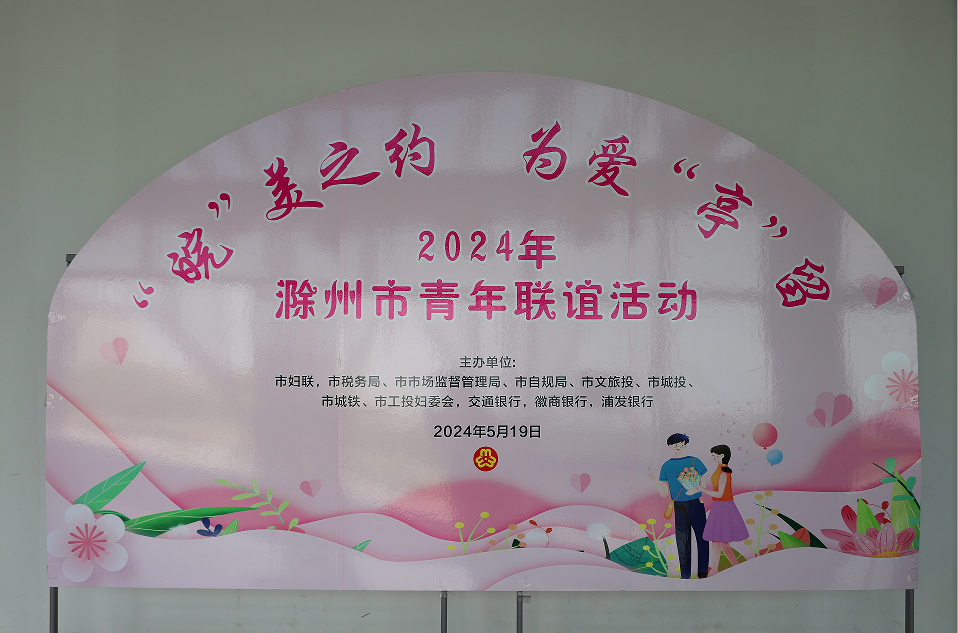 “皖”美之约 为爱“亭”留
2024年
滁州市青年联谊活动
主办单位:
市妇联，市税务局、市市场监督管理局、市自规局、市文旅投、市城投、
市城铁、市工投妇委会，交通银行，徽商银行，浦发银行
2024年5月19日